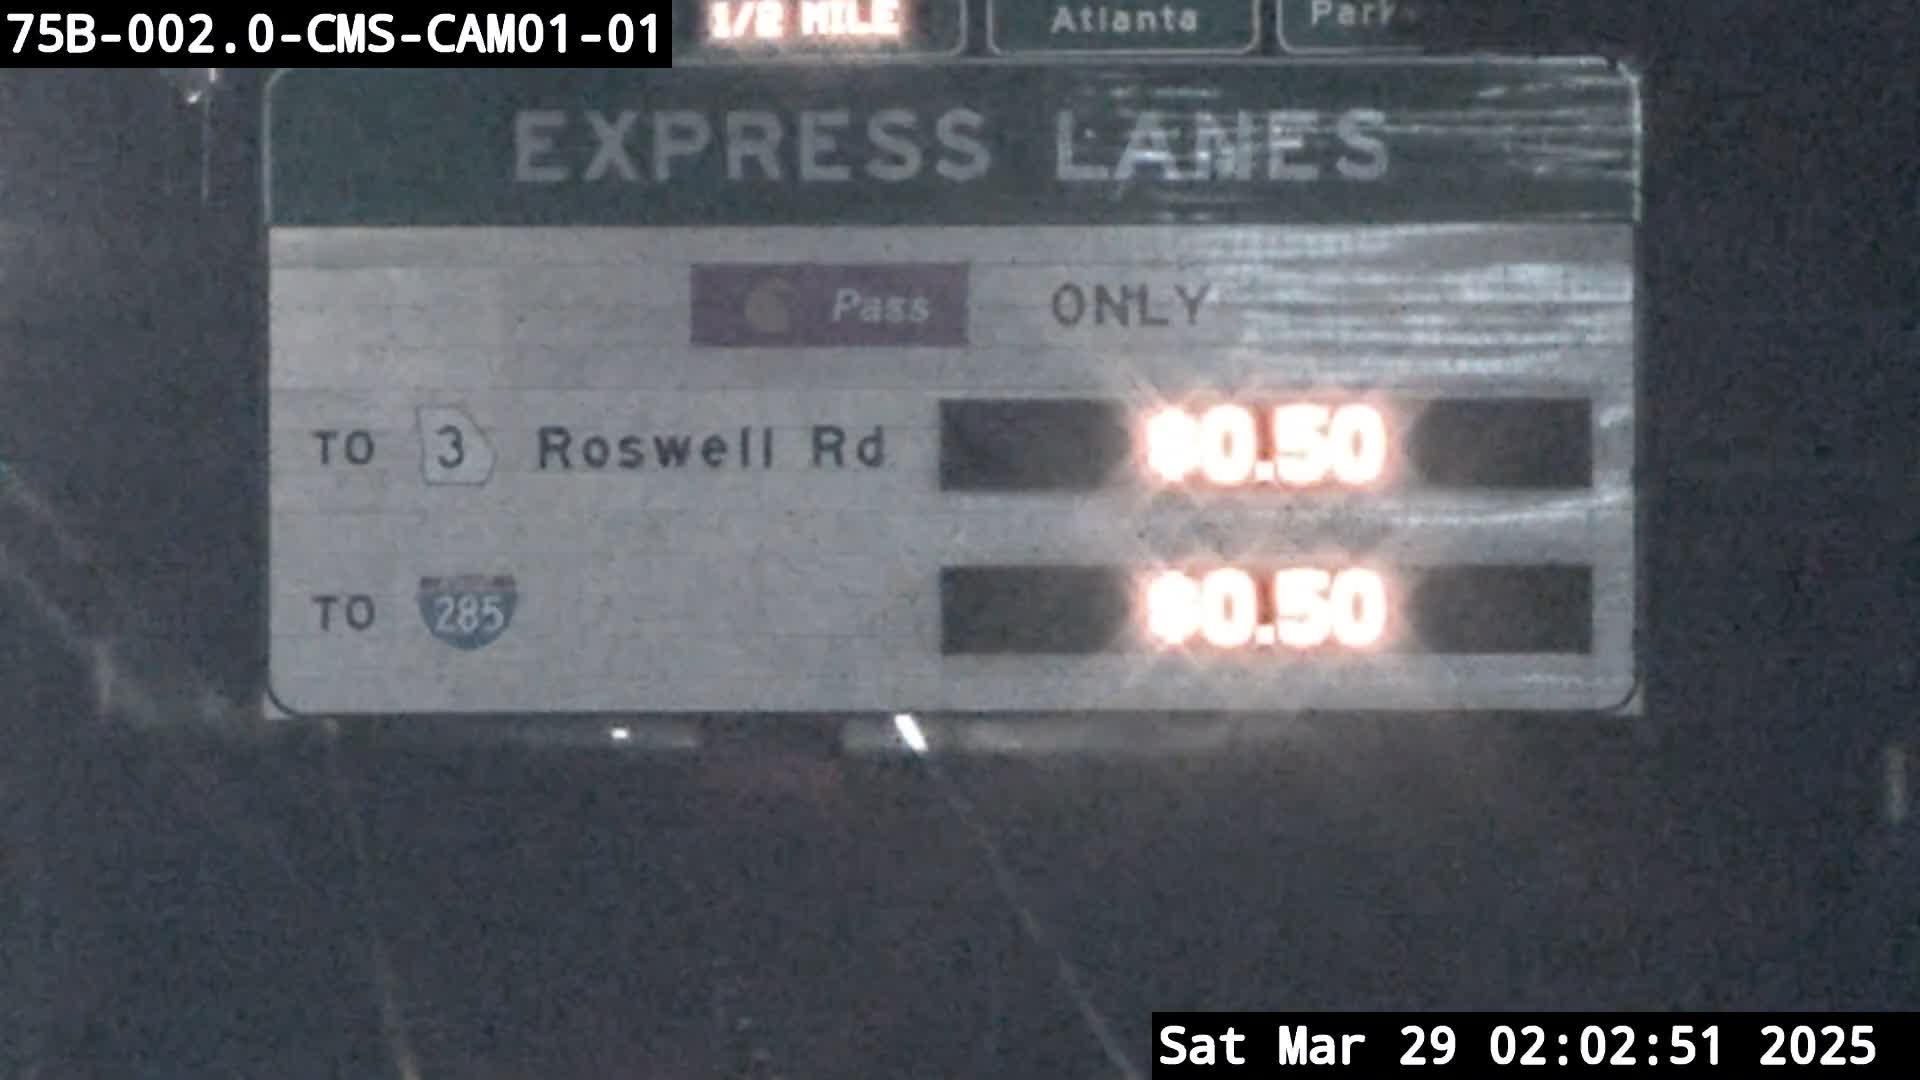 75B-002.0-CMS-CAM01-01
1/2 MILE
Atlanta
EXPRESS LANES
Pass ONLY
TO 3 Roswell Rd $0.50
TO 285 $0.50
Sat Mar 29 02:02:51 2025